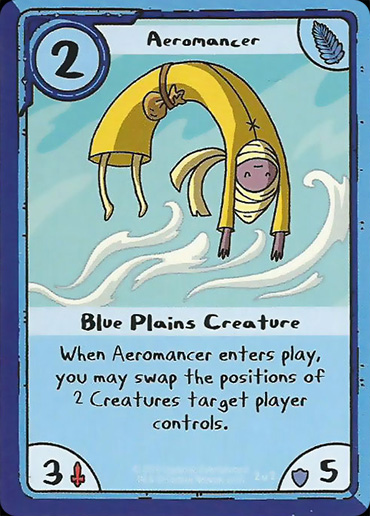 2
Aeromancer
Blue Plains Creature
When Aeromancer enters play,
you may swap the positions of
2 Creatures target player
controls.
3
5